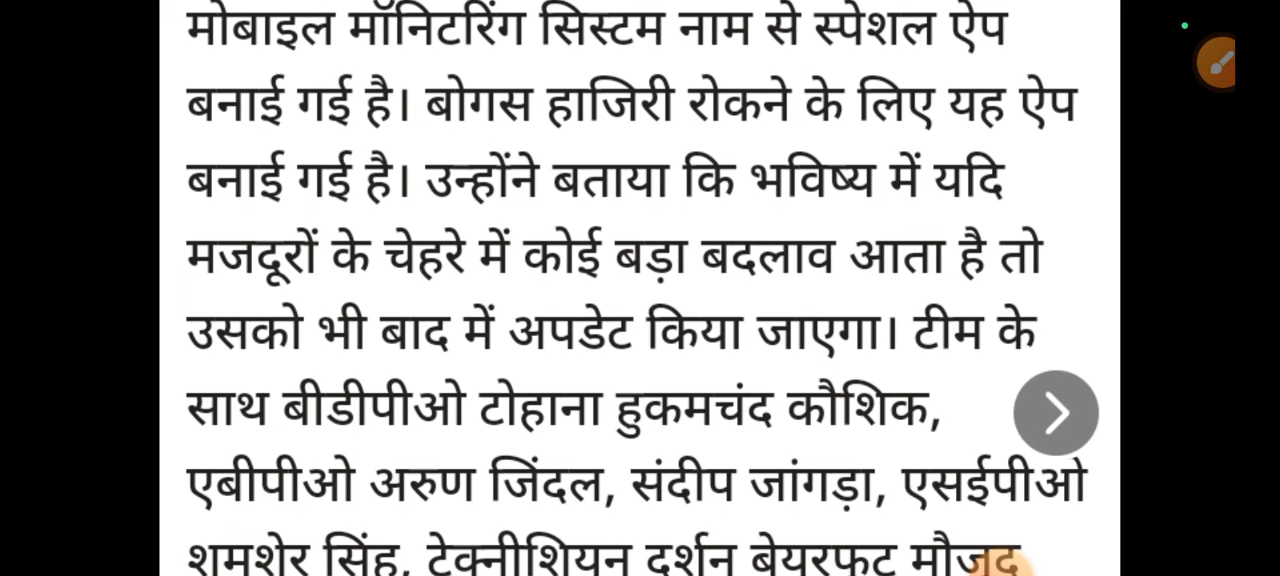 मोबाइल मॉनिटरिंग सिस्टम नाम से स्पेशल ऐप
बनाई गई है। बोगस हाजिरी रोकने के लिए यह ऐप
बनाई गई है। उन्होंने बताया कि भविष्य में यदि
मजदूरों के चेहरे में कोई बड़ा बदलाव आता है तो
उसको भी बाद में अपडेट किया जाएगा। टीम के
साथ बीडीपीओ टोहाना हुकमचंद कौशिक,
एबीपीओ अरुण जिंदल, संदीप जांगड़ा, एसईपीओ
शमशेर सिंह, टेक्नीशियन दर्शन बेयरफुट मौजूद